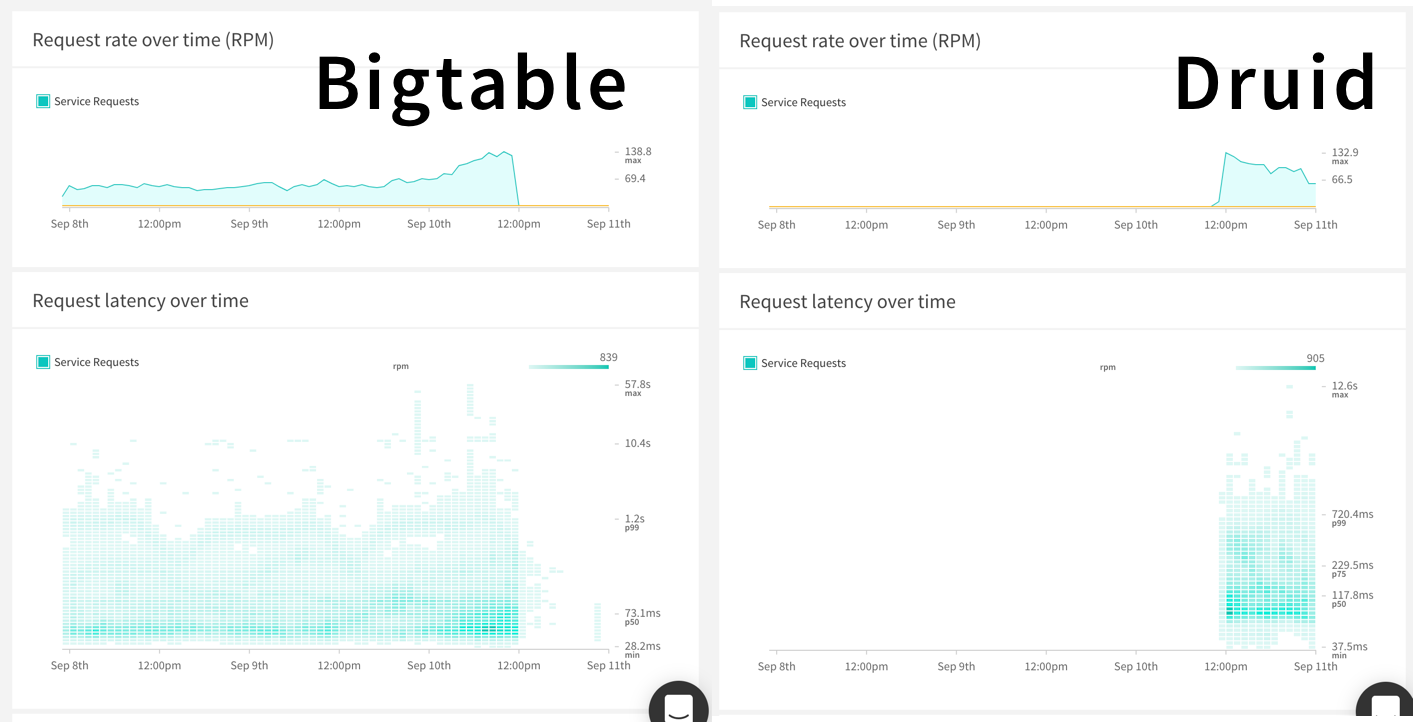 Request rate over time (RPM)
Bigtable
Service Requests
138.8
max
69.4
Sep 8th 12:00pm Sep 9th 12:00pm Sep 10th 12:00pm Sep 11th
Request latency over time
Service Requests
rpm
839
57.8s
max
10.4s
1.2s
p99
73.1ms
p50
28.2ms
min
Sep 8th 12:00pm Sep 9th 12:00pm Sep 10th 12:00pm Sep 11th
Request rate over time (RPM)
Druid
Service Requests
132.9
max
66.5
Sep 8th 12:00pm Sep 9th 12:00pm Sep 10th 12:00pm Sep 11th
Request latency over time
Service Requests
rpm
905
12.6s
max
720.4ms
p99
229.5ms
p75
117.8ms
p50
37.5ms
min
Sep 8th 12:00pm Sep 9th 12:00pm Sep 10th 12:00pm Sep 11th